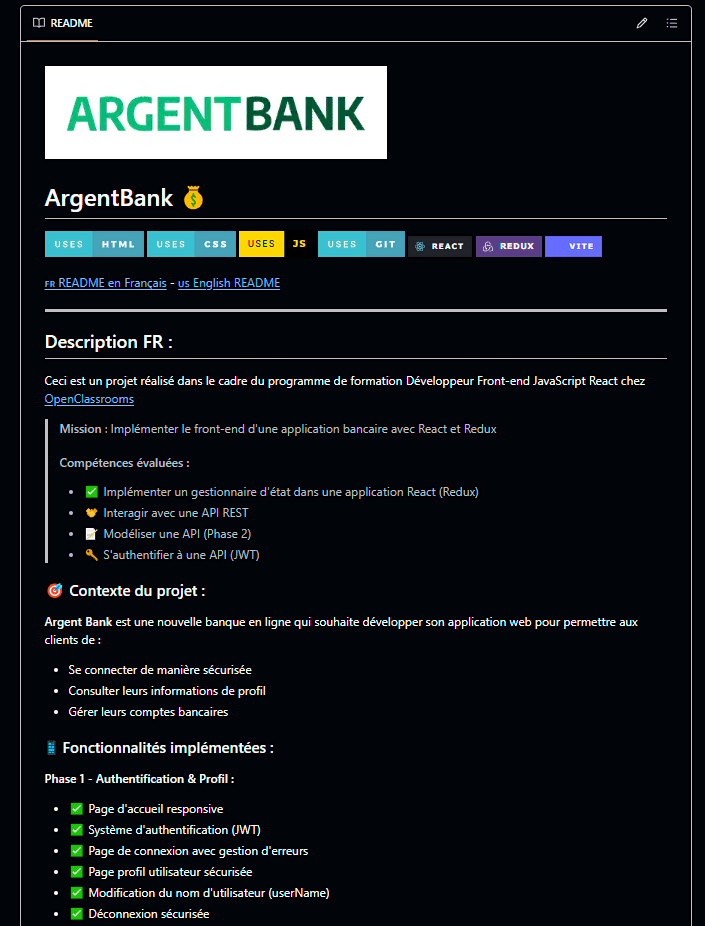 README
ARGENTBANK
ArgentBank 💰
USES HTML USES CSS USES JS USES GIT REACT REDUX VITE
FR README en Français - us English README
Description FR :
Ceci est un projet réalisé dans le cadre du programme de formation Développeur Front-end JavaScript React chez
OpenClassrooms
Mission : Implémenter le front-end d'une application bancaire avec React et Redux
Compétences évaluées :
• ✅ Implémenter un gestionnaire d'état dans une application React (Redux)
• Interagir avec une API REST
• 📝 Modéliser une API (Phase 2)
• 🔑 S'authentifier à une API (JWT)
🎯 Contexte du projet :
Argent Bank est une nouvelle banque en ligne qui souhaite développer son application web pour permettre aux
clients de :
• Se connecter de manière sécurisée
• Consulter leurs informations de profil
• Gérer leurs comptes bancaires
📱 Fonctionnalités implémentées :
Phase 1 - Authentification & Profil :
• ✅ Page d'accueil responsive
• ✅ Système d'authentification (JWT)
• ✅ Page de connexion avec gestion d'erreurs
• ✅ Page profil utilisateur sécurisée
• ✅ Modification du nom d'utilisateur (userName)
• ✅ Déconnexion sécurisée